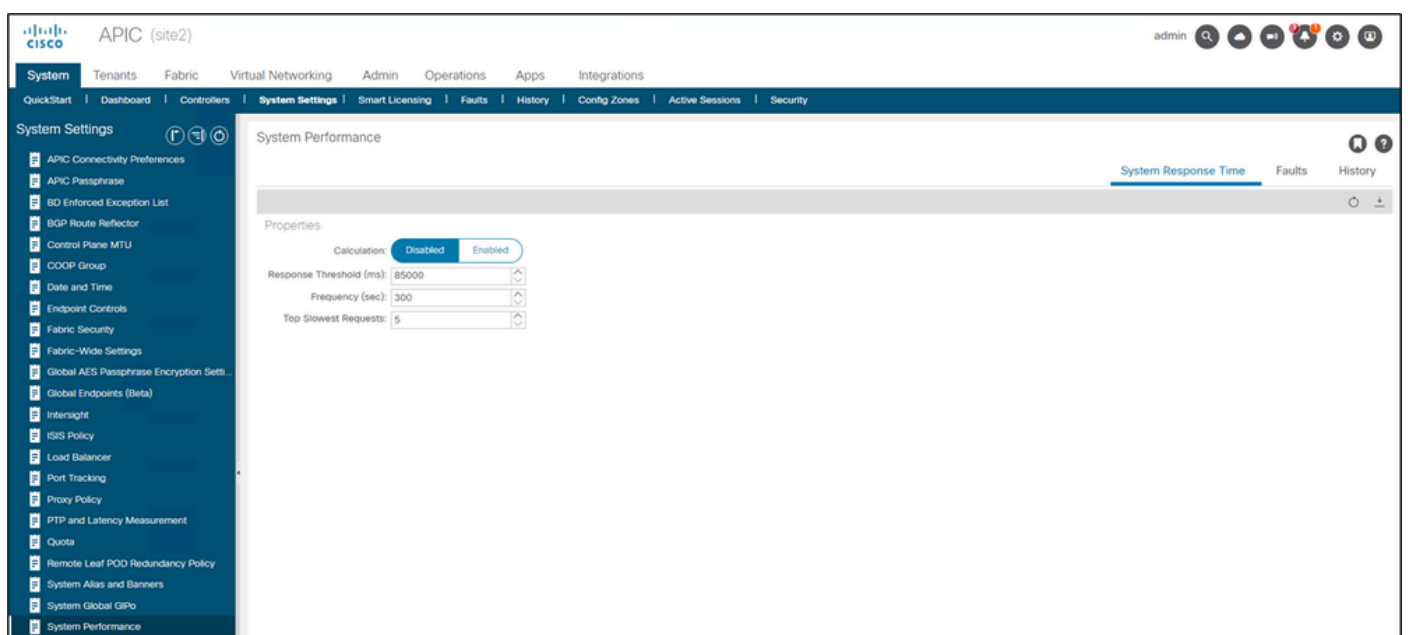 CISCO
APIC (site2)
admin
System Tenants Fabric Virtual Networking Admin Operations Apps Integrations
QuickStart | Dashboard | Controllers | System Settings | Smart Licensing | Faults | History | Config Zones | Active Sessions | Security
System Settings
APIC Connectivity Preferences
APIC Passphrase
BD Enforced Exception List
BGP Route Reflector
Control Plane MTU
COOP Group
Date and Time
Endpoint Controls
Fabric Security
Fabric-Wide Settings
Global AES Passphrase Encryption Setti...
Global Endpoints (Beta)
Intersight
ISIS Policy
Load Balancer
Port Tracking
Proxy Policy
PTP and Latency Measurement
Quota
Remote Leaf POD Redundancy Policy
System Alias and Banners
System Global GIPo
System Performance
System Performance
System Response Time Faults History
Properties
Calculation: Disabled Enabled
Response Threshold (ms): 85000
Frequency (sec): 300
Top Slowest Requests: 5